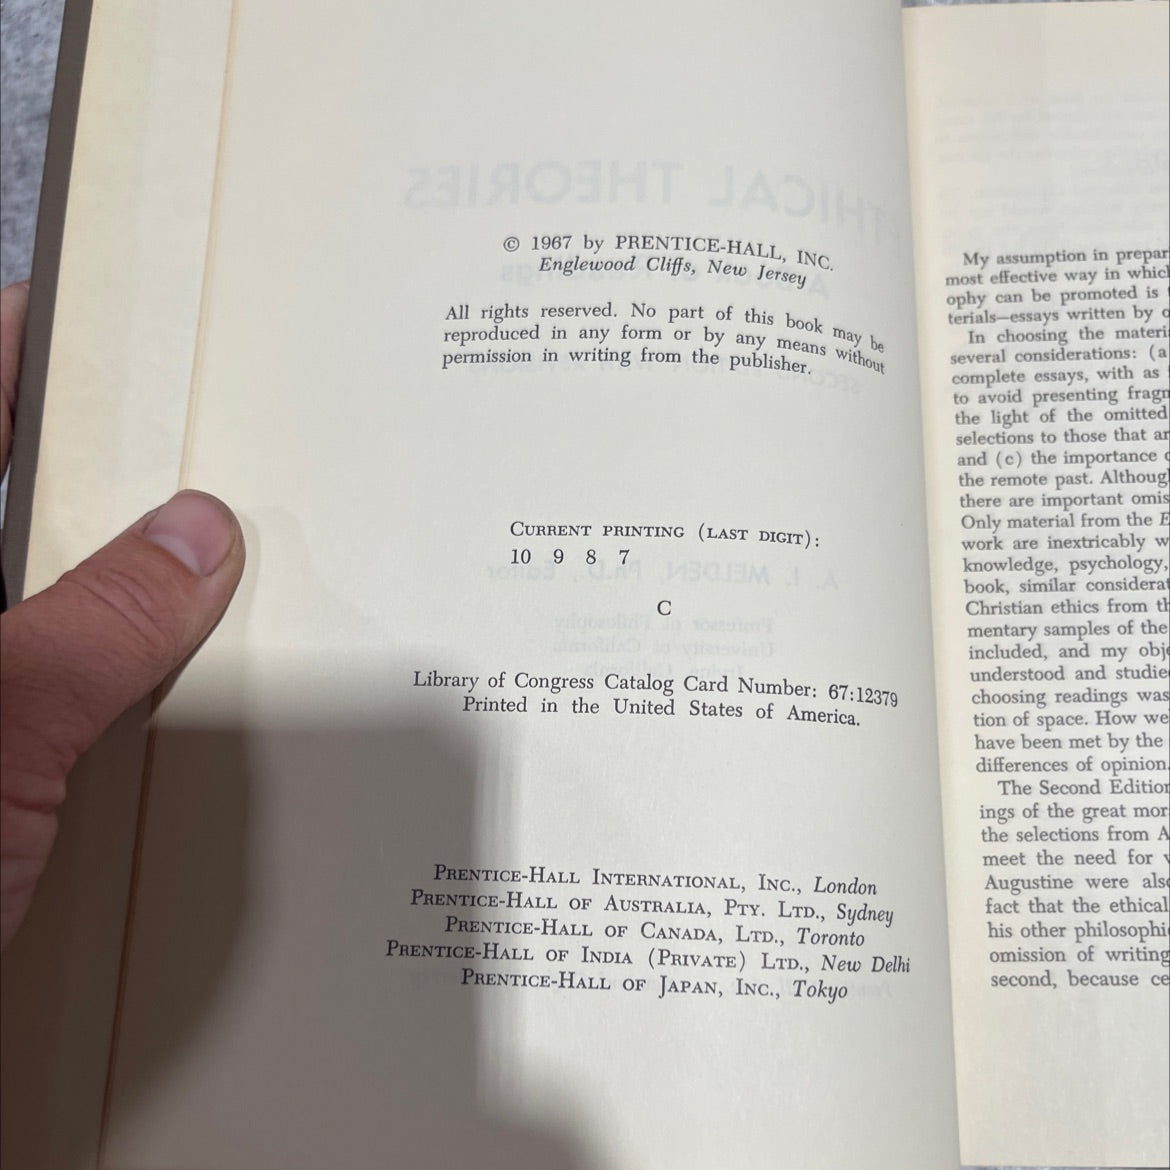 © 1967 by PRENTICE-HALL, INC.
Englewood Cliffs, New Jersey
All rights reserved. No part of this book may be
reproduced in any form or by any means without
permission in writing from the publisher.
CURRENT PRINTING (LAST DIGIT):
10 9 8 7
C
Library of Congress Catalog Card Number: 67:12379
Printed in the United States of America.
PRENTICE-HALL INTERNATIONAL, INC., London
PRENTICE-HALL OF AUSTRALIA, PTY. LTD., Sydney
PRENTICE-HALL OF CANADA, LTD., Toronto
PRENTICE-HALL OF INDIA (PRIVATE) LTD., New Delhi
PRENTICE-HALL OF JAPAN, INC., Tokyo
My assumption in prepar
most effective way in which
ophy can be promoted is
terials—essays written by
In choosing the materi
several considerations: (a
complete essays, with as
to avoid presenting fragn
the light of the omitted
selections to those that ar
and (c) the importance
the remote past. Althoug
there are important omis
Only material from the E
work are inextricably w
knowledge, psychology,
book, similar considerat
Christian ethics from th
mentary samples of the
included, and my obje
understood and studie
choosing readings was
tion of space. How we
have been met by the
differences of opinion.
The Second Edition
ings of the great mor
the selections from A
meet the need for
Augustine were also
fact that the ethical
his other philosophi
omission of writing
second, because ce